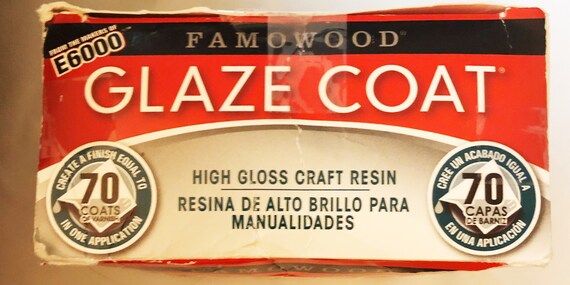 FROM THE MAKERS OF
E6000
FAMOWOOD®
GLAZE COAT®
CREATE A FINISH EQUAL TO
70
COATS
OF VARNISH
IN ONE APPLICATION
HIGH GLOSS CRAFT RESIN
RESINA DE ALTO BRILLO PARA
MANUALIDADES
CREE UN ACABADO IGUAL A
70
CAPAS
DE BARNIZ
EN UNA APLICACIÓN
FAMOWOOD